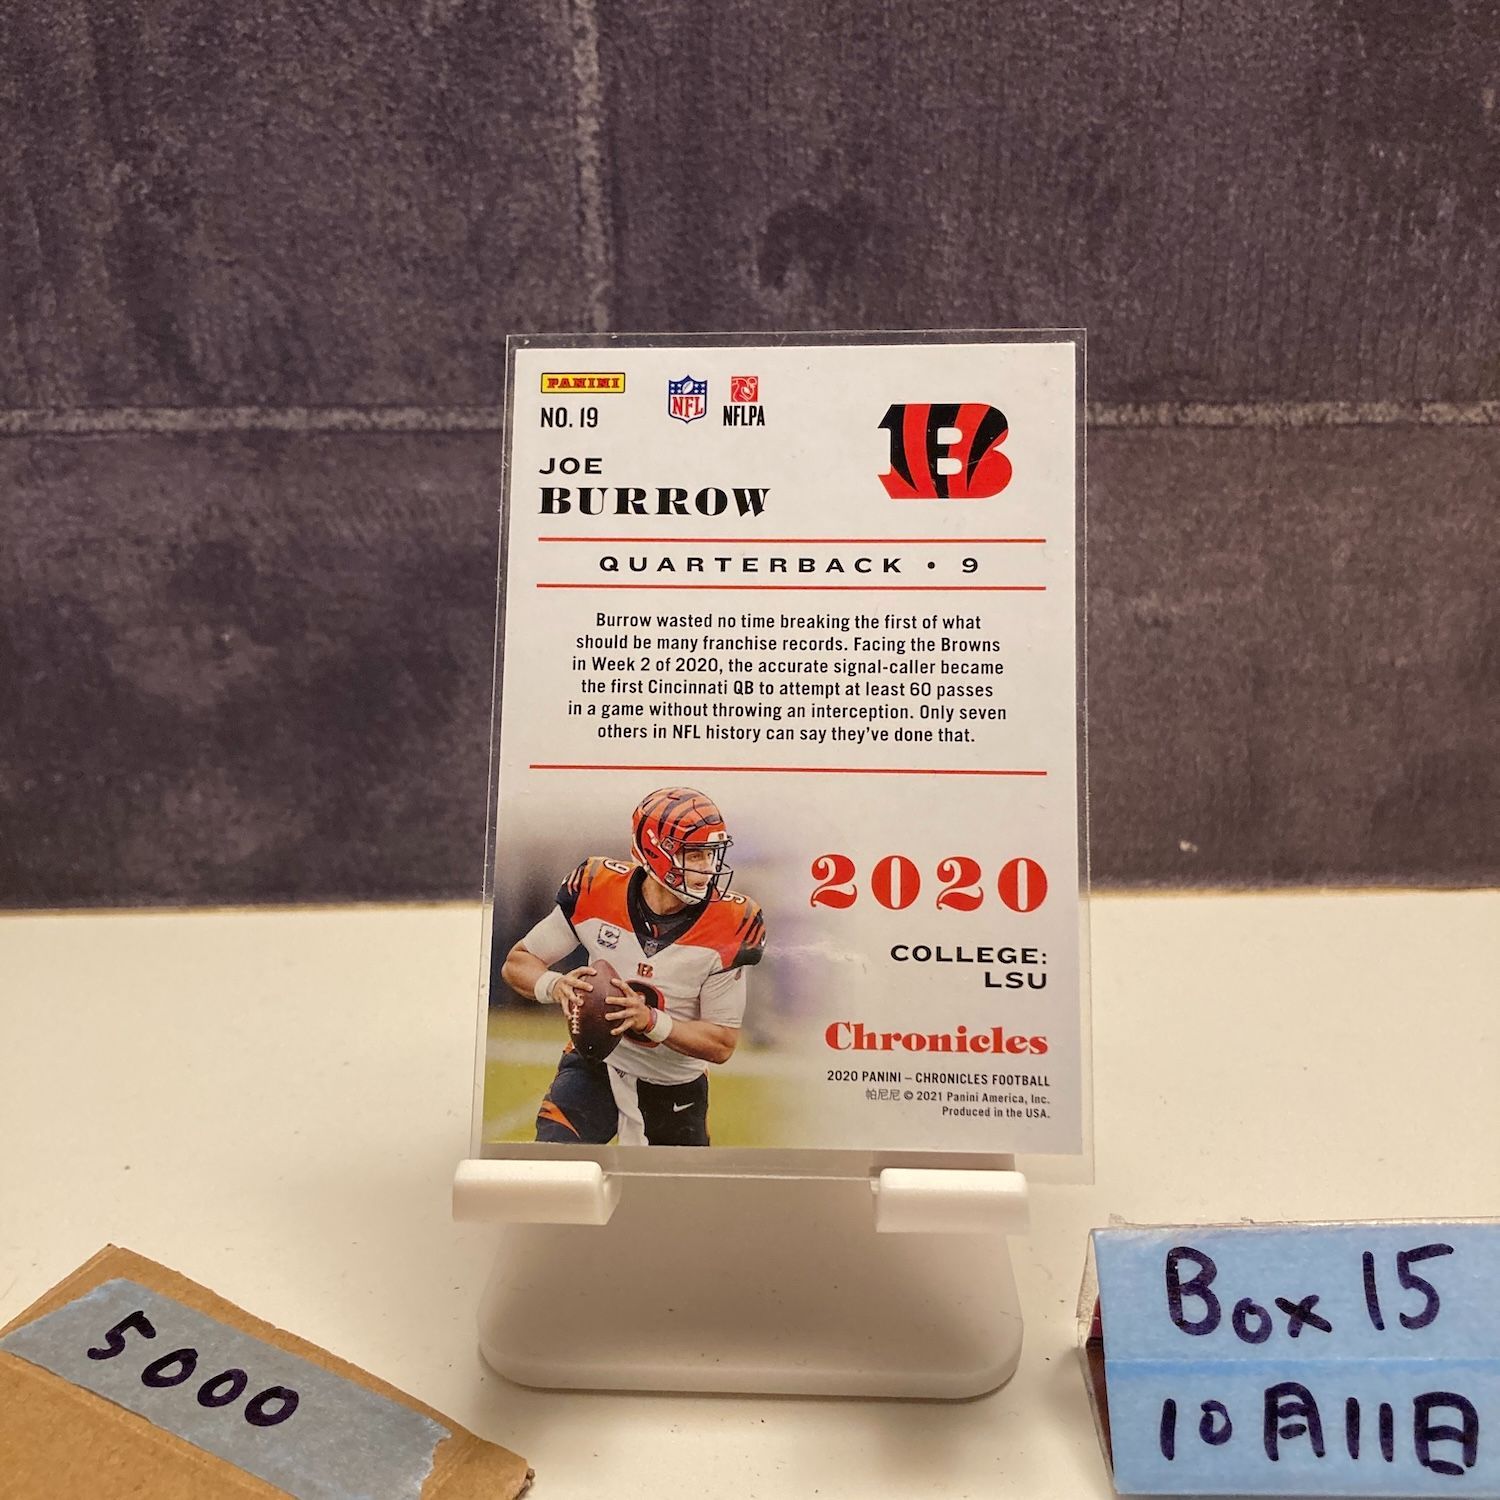 PANINI
NFL
NFLPA
NO. 19
JOE
BURROW
B
QUARTERBACK • 9
Burrow wasted no time breaking the first of what
should be many franchise records. Facing the Browns
in Week 2 of 2020, the accurate signal-caller became
the first Cincinnati QB to attempt at least 60 passes
in a game without throwing an interception. Only seven
others in NFL history can say they've done that.
9
9
C
B
2020
COLLEGE:
LSU
Chronicles
2020 PANINI – CHRONICLES FOOTBALL
帕尼尼 © 2021 Panini America, Inc.
Produced in the USA.
5000
Box 15
10月11日